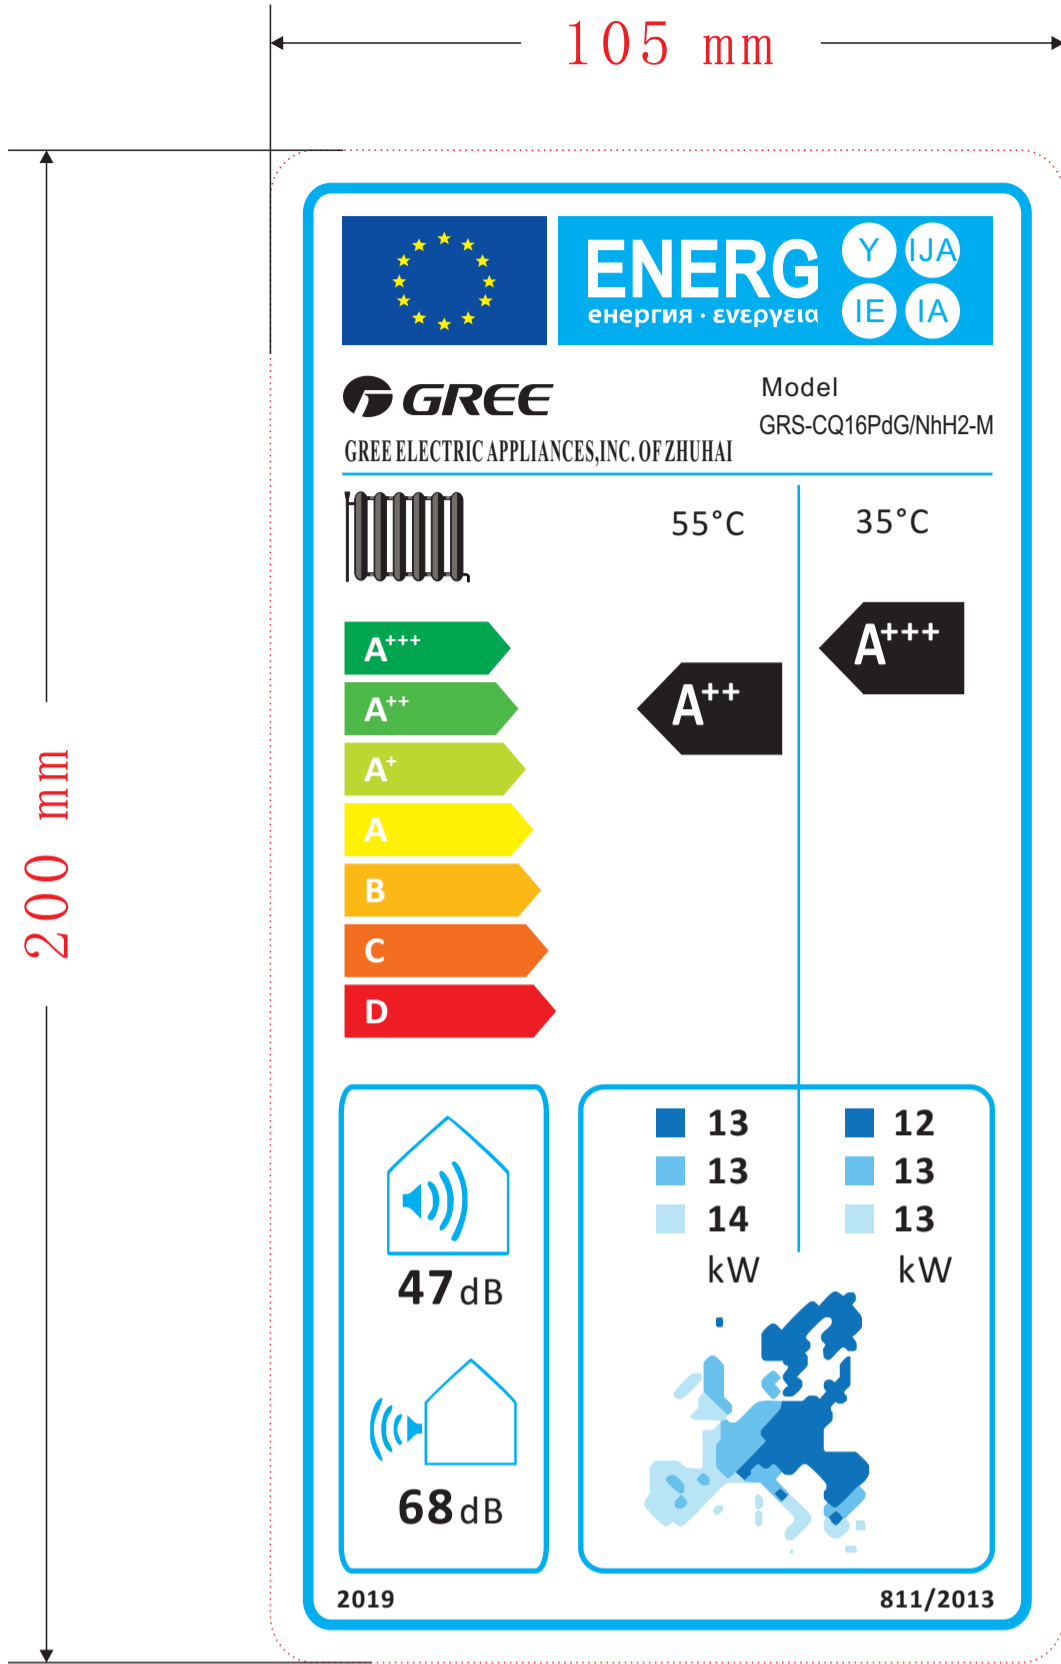 105 mm
200 mm
ENERG
енергия · ενεργεια
Y IJA
IE IA
GREE
Model
GRS-CQ16PdG/NhH2-M
GREE ELECTRIC APPLIANCES,INC. OF ZHUHAI
55°C 35°C
A+++
A++
A+
A
B
C
D
A++
A+++
47 dB
68 dB
13 12
13 13
14 13
kW kW
2019 811/2013